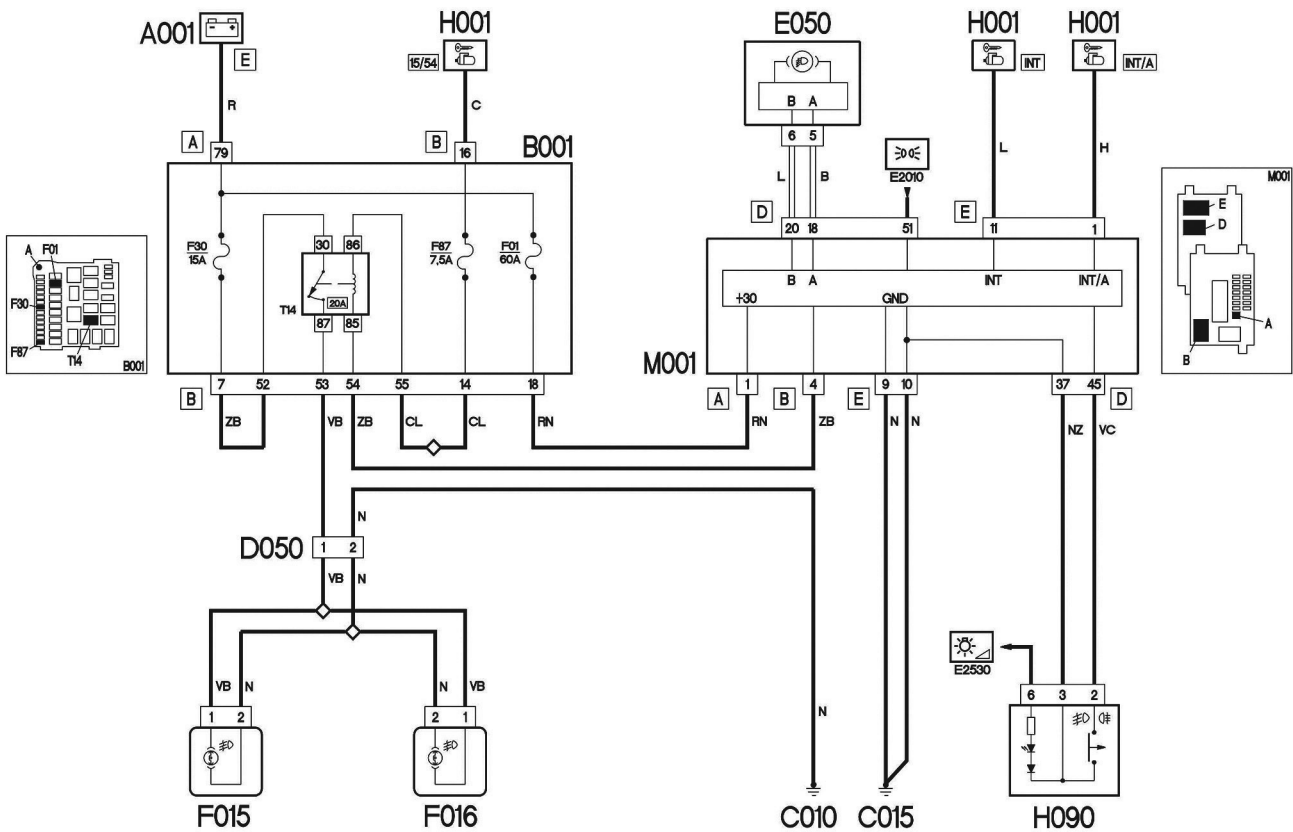 A001
E
R
A
79
H001
15/54
C
B
16
B001
E050
B A
6 5
L
B
D
20 18
E2010
51
H001
INT
L
E
11
H001
INT/A
H
1
M001
E
D
A
B
A
F01
F30
F87
T14
B001
F30
15A
30
86
T14
20A
87
85
F87
7,5A
F01
60A
B
7
52
53
54
55
14
18
ZB
VB
ZB
CL
CL
RN
B A
INT
INT/A
+30
GND
M001
A
1
B
4
E
9 10
37 45
D
RN
ZB
N
N
NZ
VC
N
D050
1 2
VB
N
VB
N
N
VB
1 2
2 1
F015
F016
N
C010
C015
E2530
6 3 2
H090